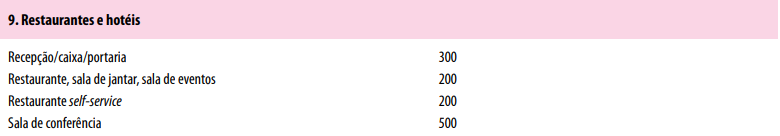 9. Restaurantes e hotéis
Recepção/caixa/portaria 300
Restaurante, sala de jantar, sala de eventos 200
Restaurante self-service 200
Sala de conferência 500